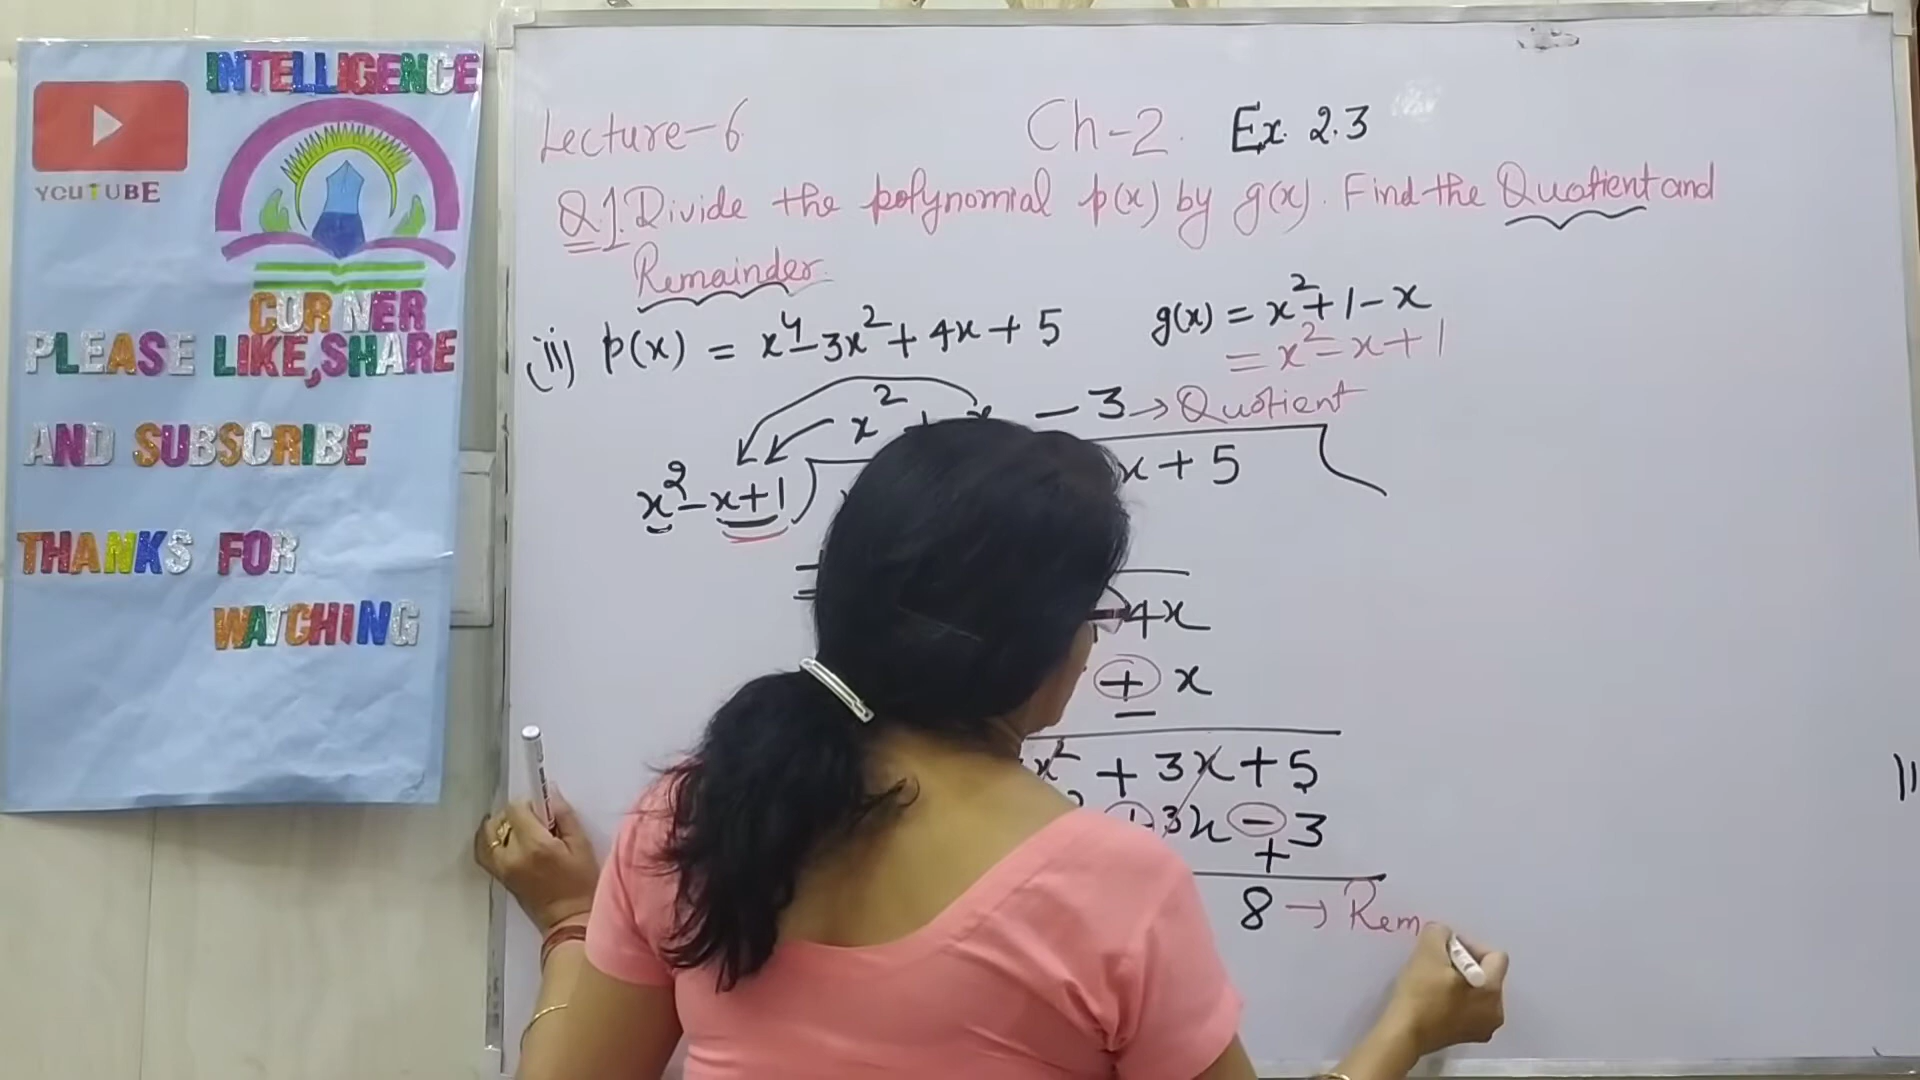 INTELLIGENCE
YOUTUBE
CORNER
PLEASE LIKE,SHARE
AND SUBSCRIBE
THANKS FOR
WATCHING
Lecture-6 Ch-2. Ex. 2.3
Q.1. Divide the polynomial p(x) by g(x). Find the Quotient and
Remainder.
(ii) p(x) = x⁴ - 3x² + 4x + 5 g(x) = x² + 1 - x
= x² - x + 1
x² + x - 3 → Quotient
x² - x + 1 ) x + 5
4x
+ x
−
x² + 3x + 5
+ 3x - 3
+
8 → Rem